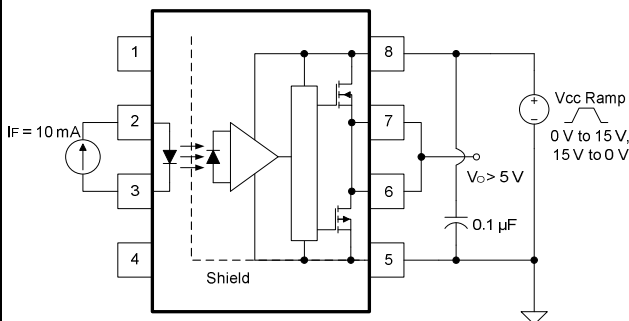 1
8
IF = 10 mA
2
7
Vcc Ramp
0 V to 15 V,
15 V to 0 V
+
−
VO > 5 V
3
6
0.1 µF
4
5
Shield